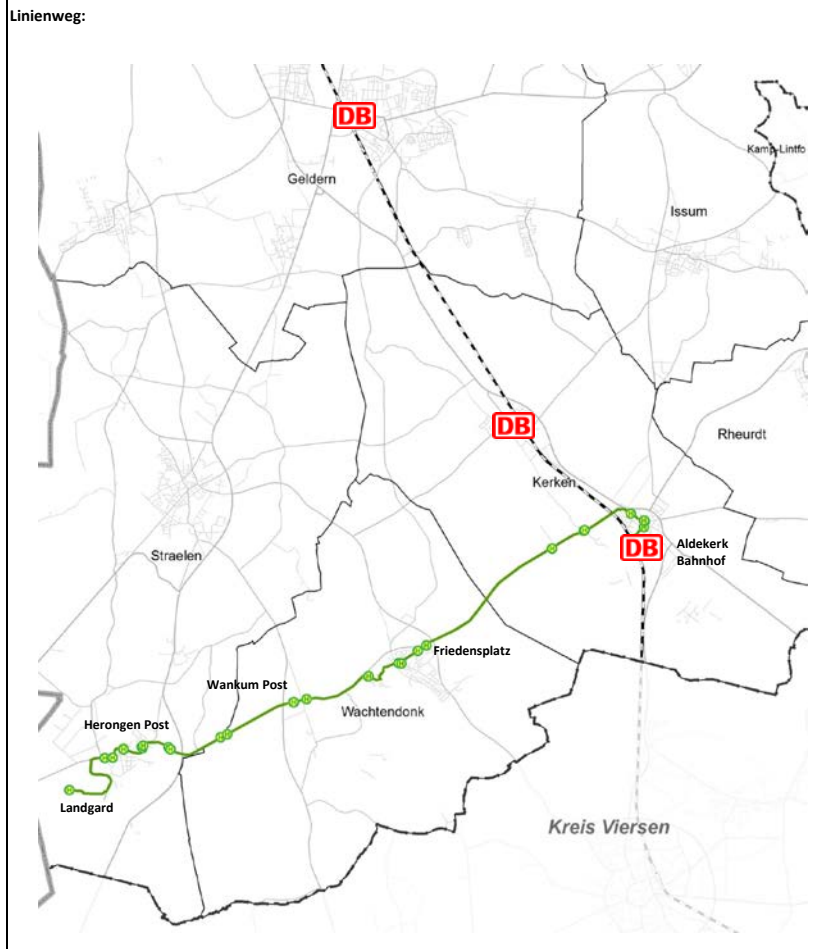 Linienweg:
DB
Geldern
Kamp-Lintfo
Issum
DB
Rheurdt
Kerken
DB
Aldekerk
Bahnhof
Straelen
Friedensplatz
Wankum Post
Wachtendonk
Herongen Post
Landgard
Kreis Viersen